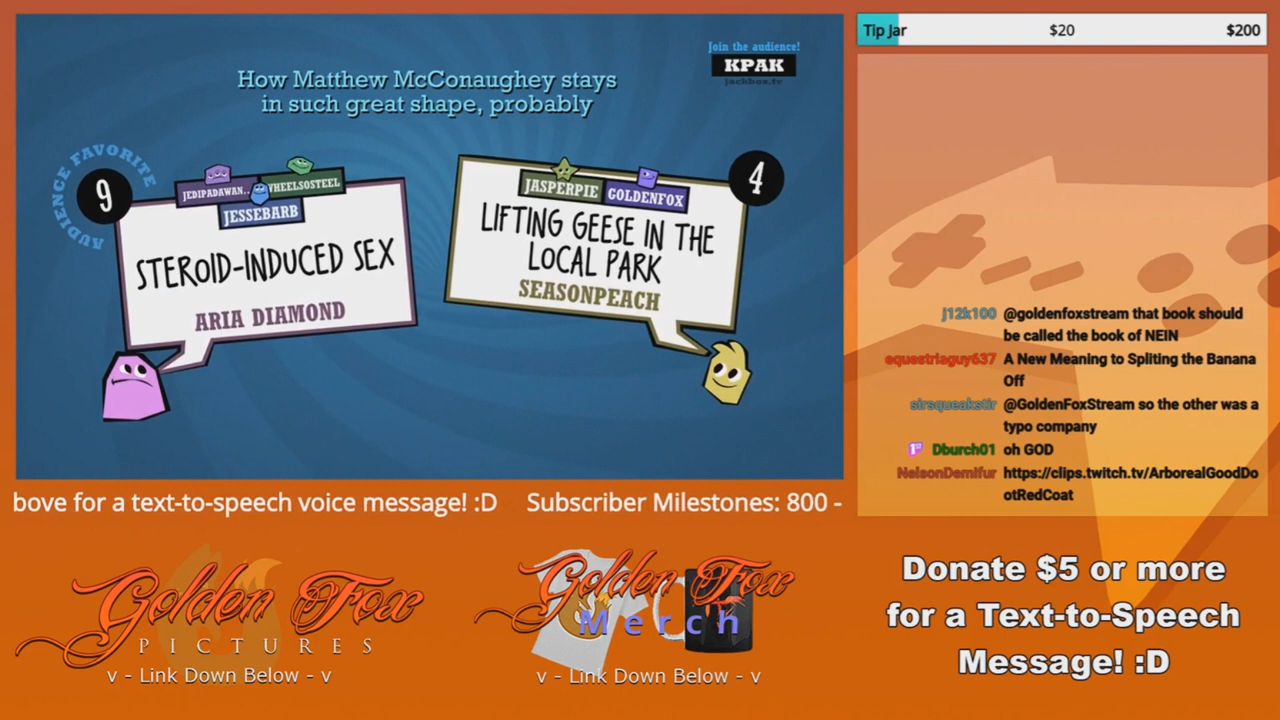 Join the audience!
KPAK
jackbox.tv
How Matthew McConaughey stays
in such great shape, probably
AUDIENCE FAVORITE
9
JEDIPADAWAN..
WHEELSOSTEEL
JESSEBARB
STEROID-INDUCED SEX
ARIA DIAMOND
4
JASPERPIE
GOLDENFOX
LIFTING GEESE IN THE
LOCAL PARK
SEASONPEACH
Tip Jar $20 $200
j12k100 @goldenfoxstream that book should
be called the book of NEIN
equestriaguy637 A New Meaning to Spliting the Banana
Off
sirsqueakstir @GoldenFoxStream so the other was a
typo company
1st Dburch01 oh GOD
NelsonDemifur https://clips.twitch.tv/ArborealGoodDo
otRedCoat
bove for a text-to-speech voice message! :D Subscriber Milestones: 800 -
Golden Fox
PICTURES
v - Link Down Below - v
Golden Fox
Merch
v - Link Down Below - v
Donate $5 or more
for a Text-to-Speech
Message! :D